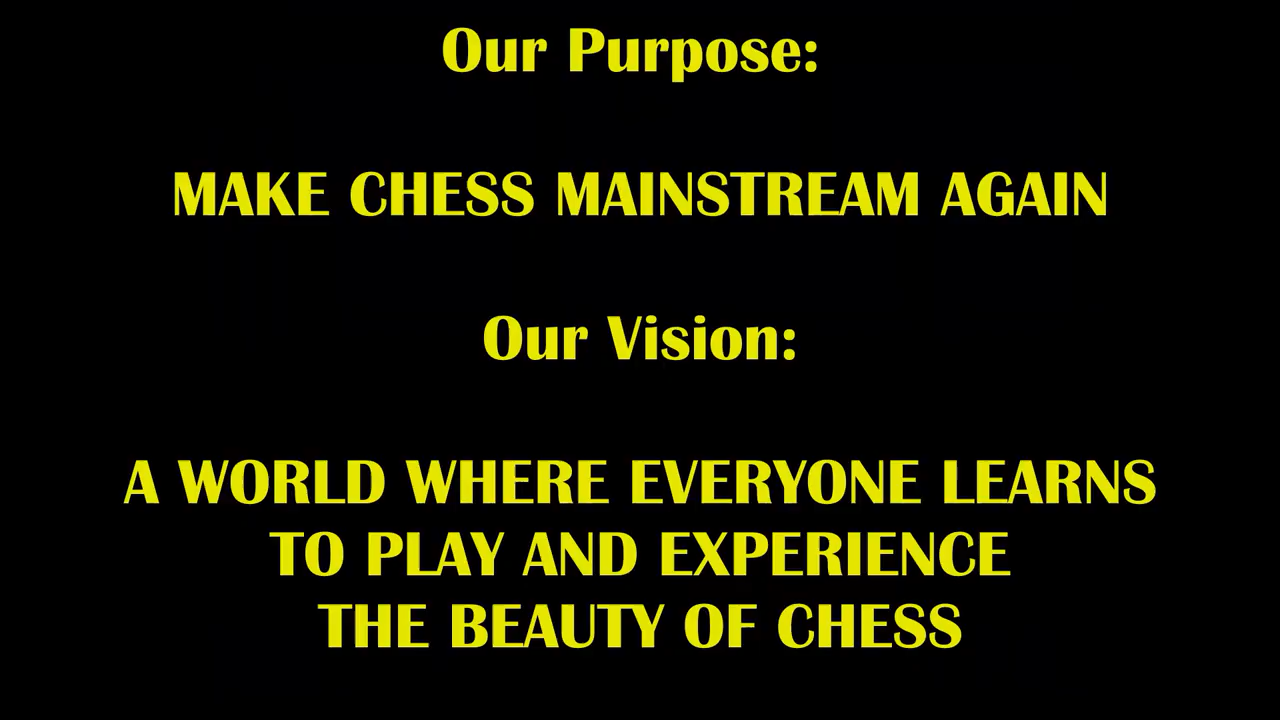 Our Purpose:
MAKE CHESS MAINSTREAM AGAIN
Our Vision:
A WORLD WHERE EVERYONE LEARNS
TO PLAY AND EXPERIENCE
THE BEAUTY OF CHESS